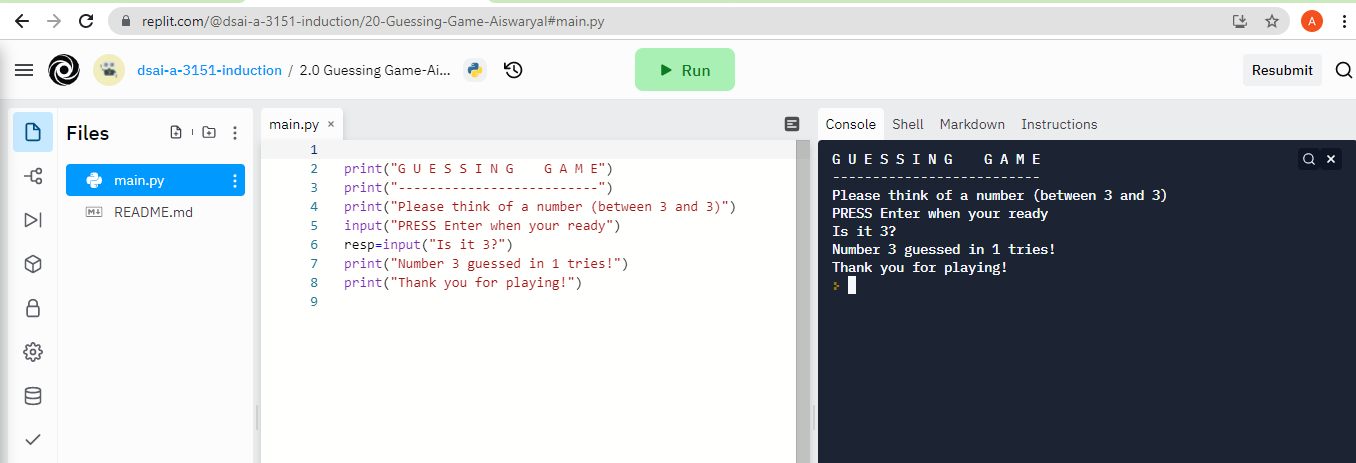 replit.com/@dsai-a-3151-induction/20-Guessing-Game-Aiswaryal#main.py
A
dsai-a-3151-induction / 2.0 Guessing Game-Ai...
Run
Resubmit
Files
main.py
README.md
main.py ×
1
2 print("G U E S S I N G    G A M E")
3 print("--------------------------")
4 print("Please think of a number (between 3 and 3)")
5 input("PRESS Enter when your ready")
6 resp=input("Is it 3?")
7 print("Number 3 guessed in 1 tries!")
8 print("Thank you for playing!")
9
Console Shell Markdown Instructions
G U E S S I N G    G A M E
--------------------------
Please think of a number (between 3 and 3)
PRESS Enter when your ready
Is it 3?
Number 3 guessed in 1 tries!
Thank you for playing!